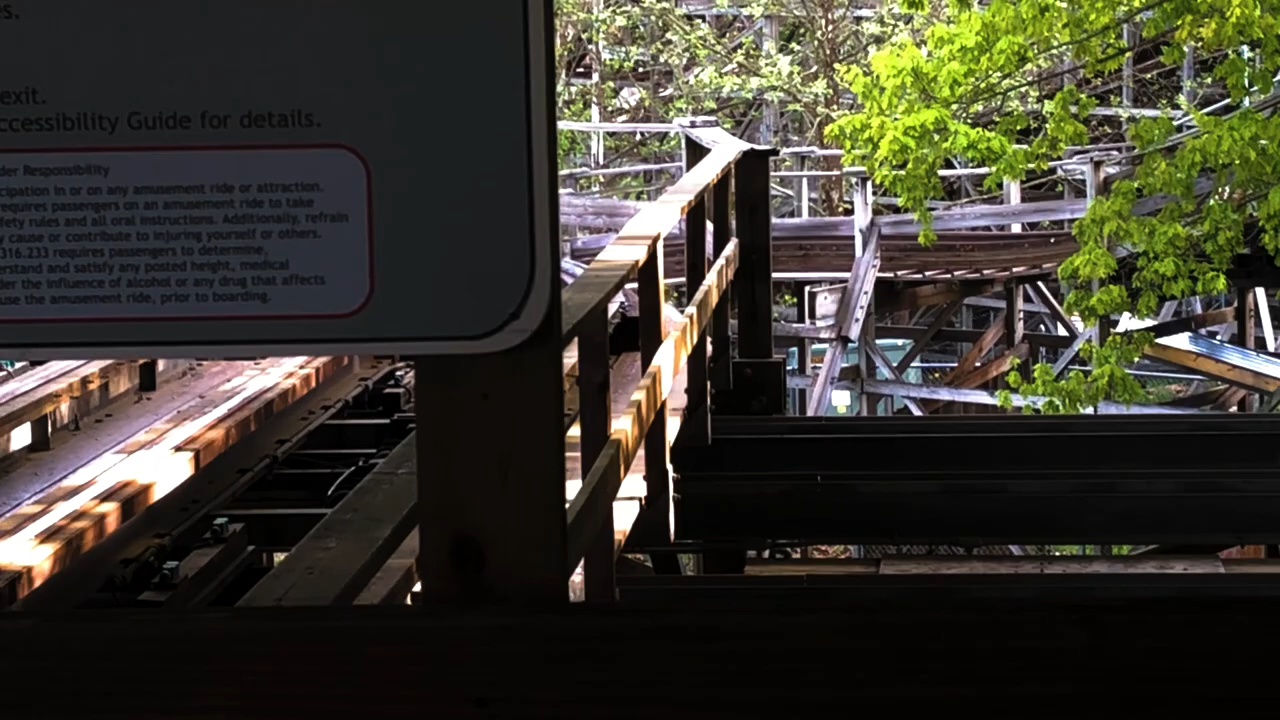 es.
exit.
ccessibility Guide for details.
der Responsibility
cipation in or on any amusement ride or attraction.
requires passengers on an amusement ride to take
fety rules and all oral instructions. Additionally, refrain
y cause or contribute to injuring yourself or others.
316.233 requires passengers to determine,
erstand and satisfy any posted height, medical
der the influence of alcohol or any drug that affects
use the amusement ride, prior to boarding.